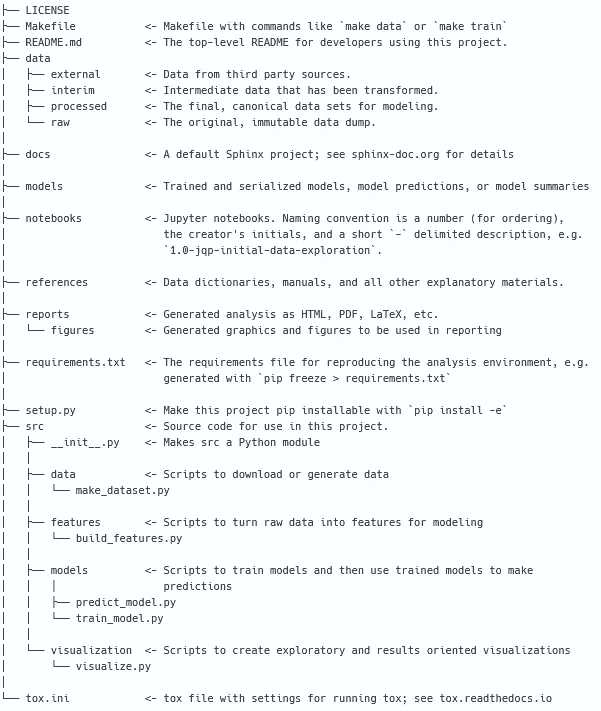 ├── LICENSE
├── Makefile           <- Makefile with commands like `make data` or `make train`
├── README.md          <- The top-level README for developers using this project.
├── data
│   ├── external       <- Data from third party sources.
│   ├── interim        <- Intermediate data that has been transformed.
│   ├── processed      <- The final, canonical data sets for modeling.
│   └── raw            <- The original, immutable data dump.
│
├── docs               <- A default Sphinx project; see sphinx-doc.org for details
│
├── models             <- Trained and serialized models, model predictions, or model summaries
│
├── notebooks          <- Jupyter notebooks. Naming convention is a number (for ordering),
│                         the creator's initials, and a short `-` delimited description, e.g.
│                         `1.0-jqp-initial-data-exploration`.
│
├── references         <- Data dictionaries, manuals, and all other explanatory materials.
│
├── reports            <- Generated analysis as HTML, PDF, LaTeX, etc.
│   └── figures        <- Generated graphics and figures to be used in reporting
│
├── requirements.txt   <- The requirements file for reproducing the analysis environment, e.g.
│                         generated with `pip freeze > requirements.txt`
│
├── setup.py           <- Make this project pip installable with `pip install -e`
├── src                <- Source code for use in this project.
│   ├── __init__.py    <- Makes src a Python module
│   │
│   ├── data           <- Scripts to download or generate data
│   │   └── make_dataset.py
│   │
│   ├── features       <- Scripts to turn raw data into features for modeling
│   │   └── build_features.py
│   │
│   ├── models         <- Scripts to train models and then use trained models to make
│   │   │                 predictions
│   │   ├── predict_model.py
│   │   └── train_model.py
│   │
│   └── visualization  <- Scripts to create exploratory and results oriented visualizations
│       └── visualize.py
│
└── tox.ini            <- tox file with settings for running tox; see tox.readthedocs.io